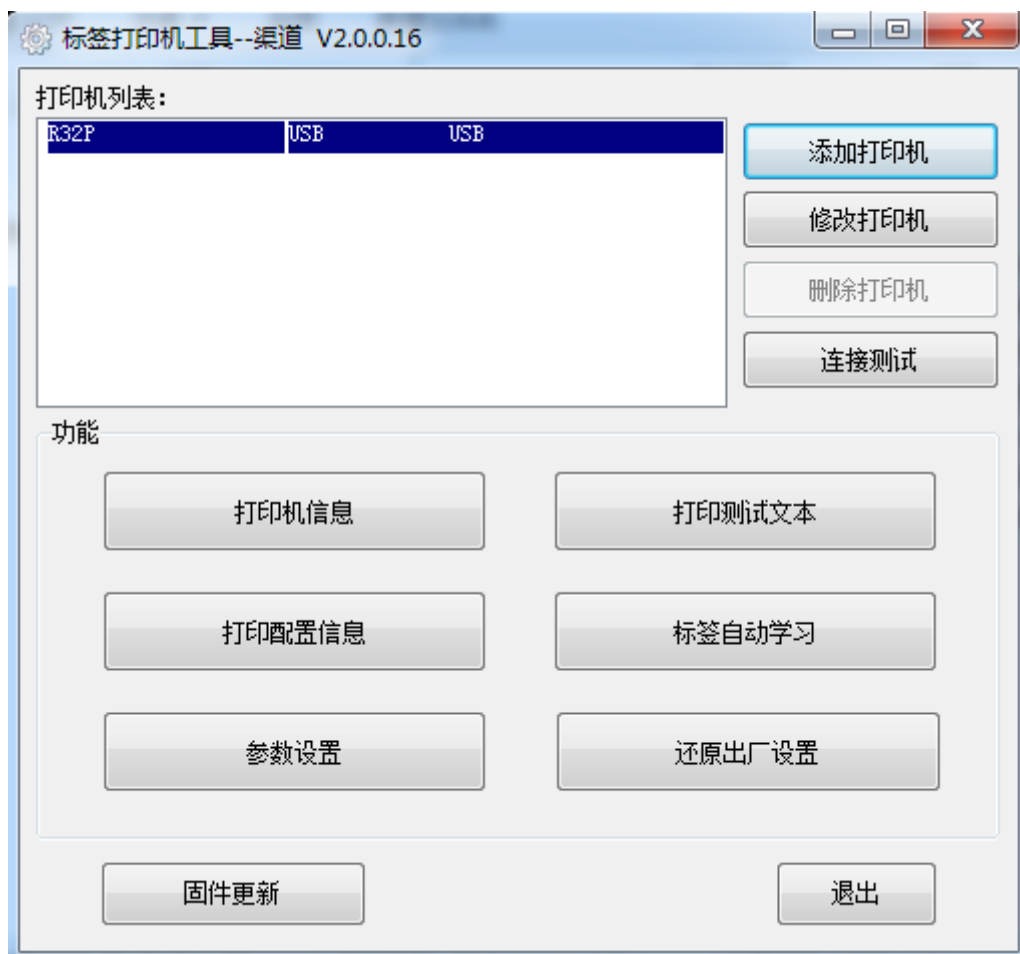 标签打印机工具--渠道 V2.0.0.16
打印机列表：
R32P USB USB
添加打印机
修改打印机
删除打印机
连接测试
功能
打印机信息
打印测试文本
打印配置信息
标签自动学习
参数设置
还原出厂设置
固件更新
退出